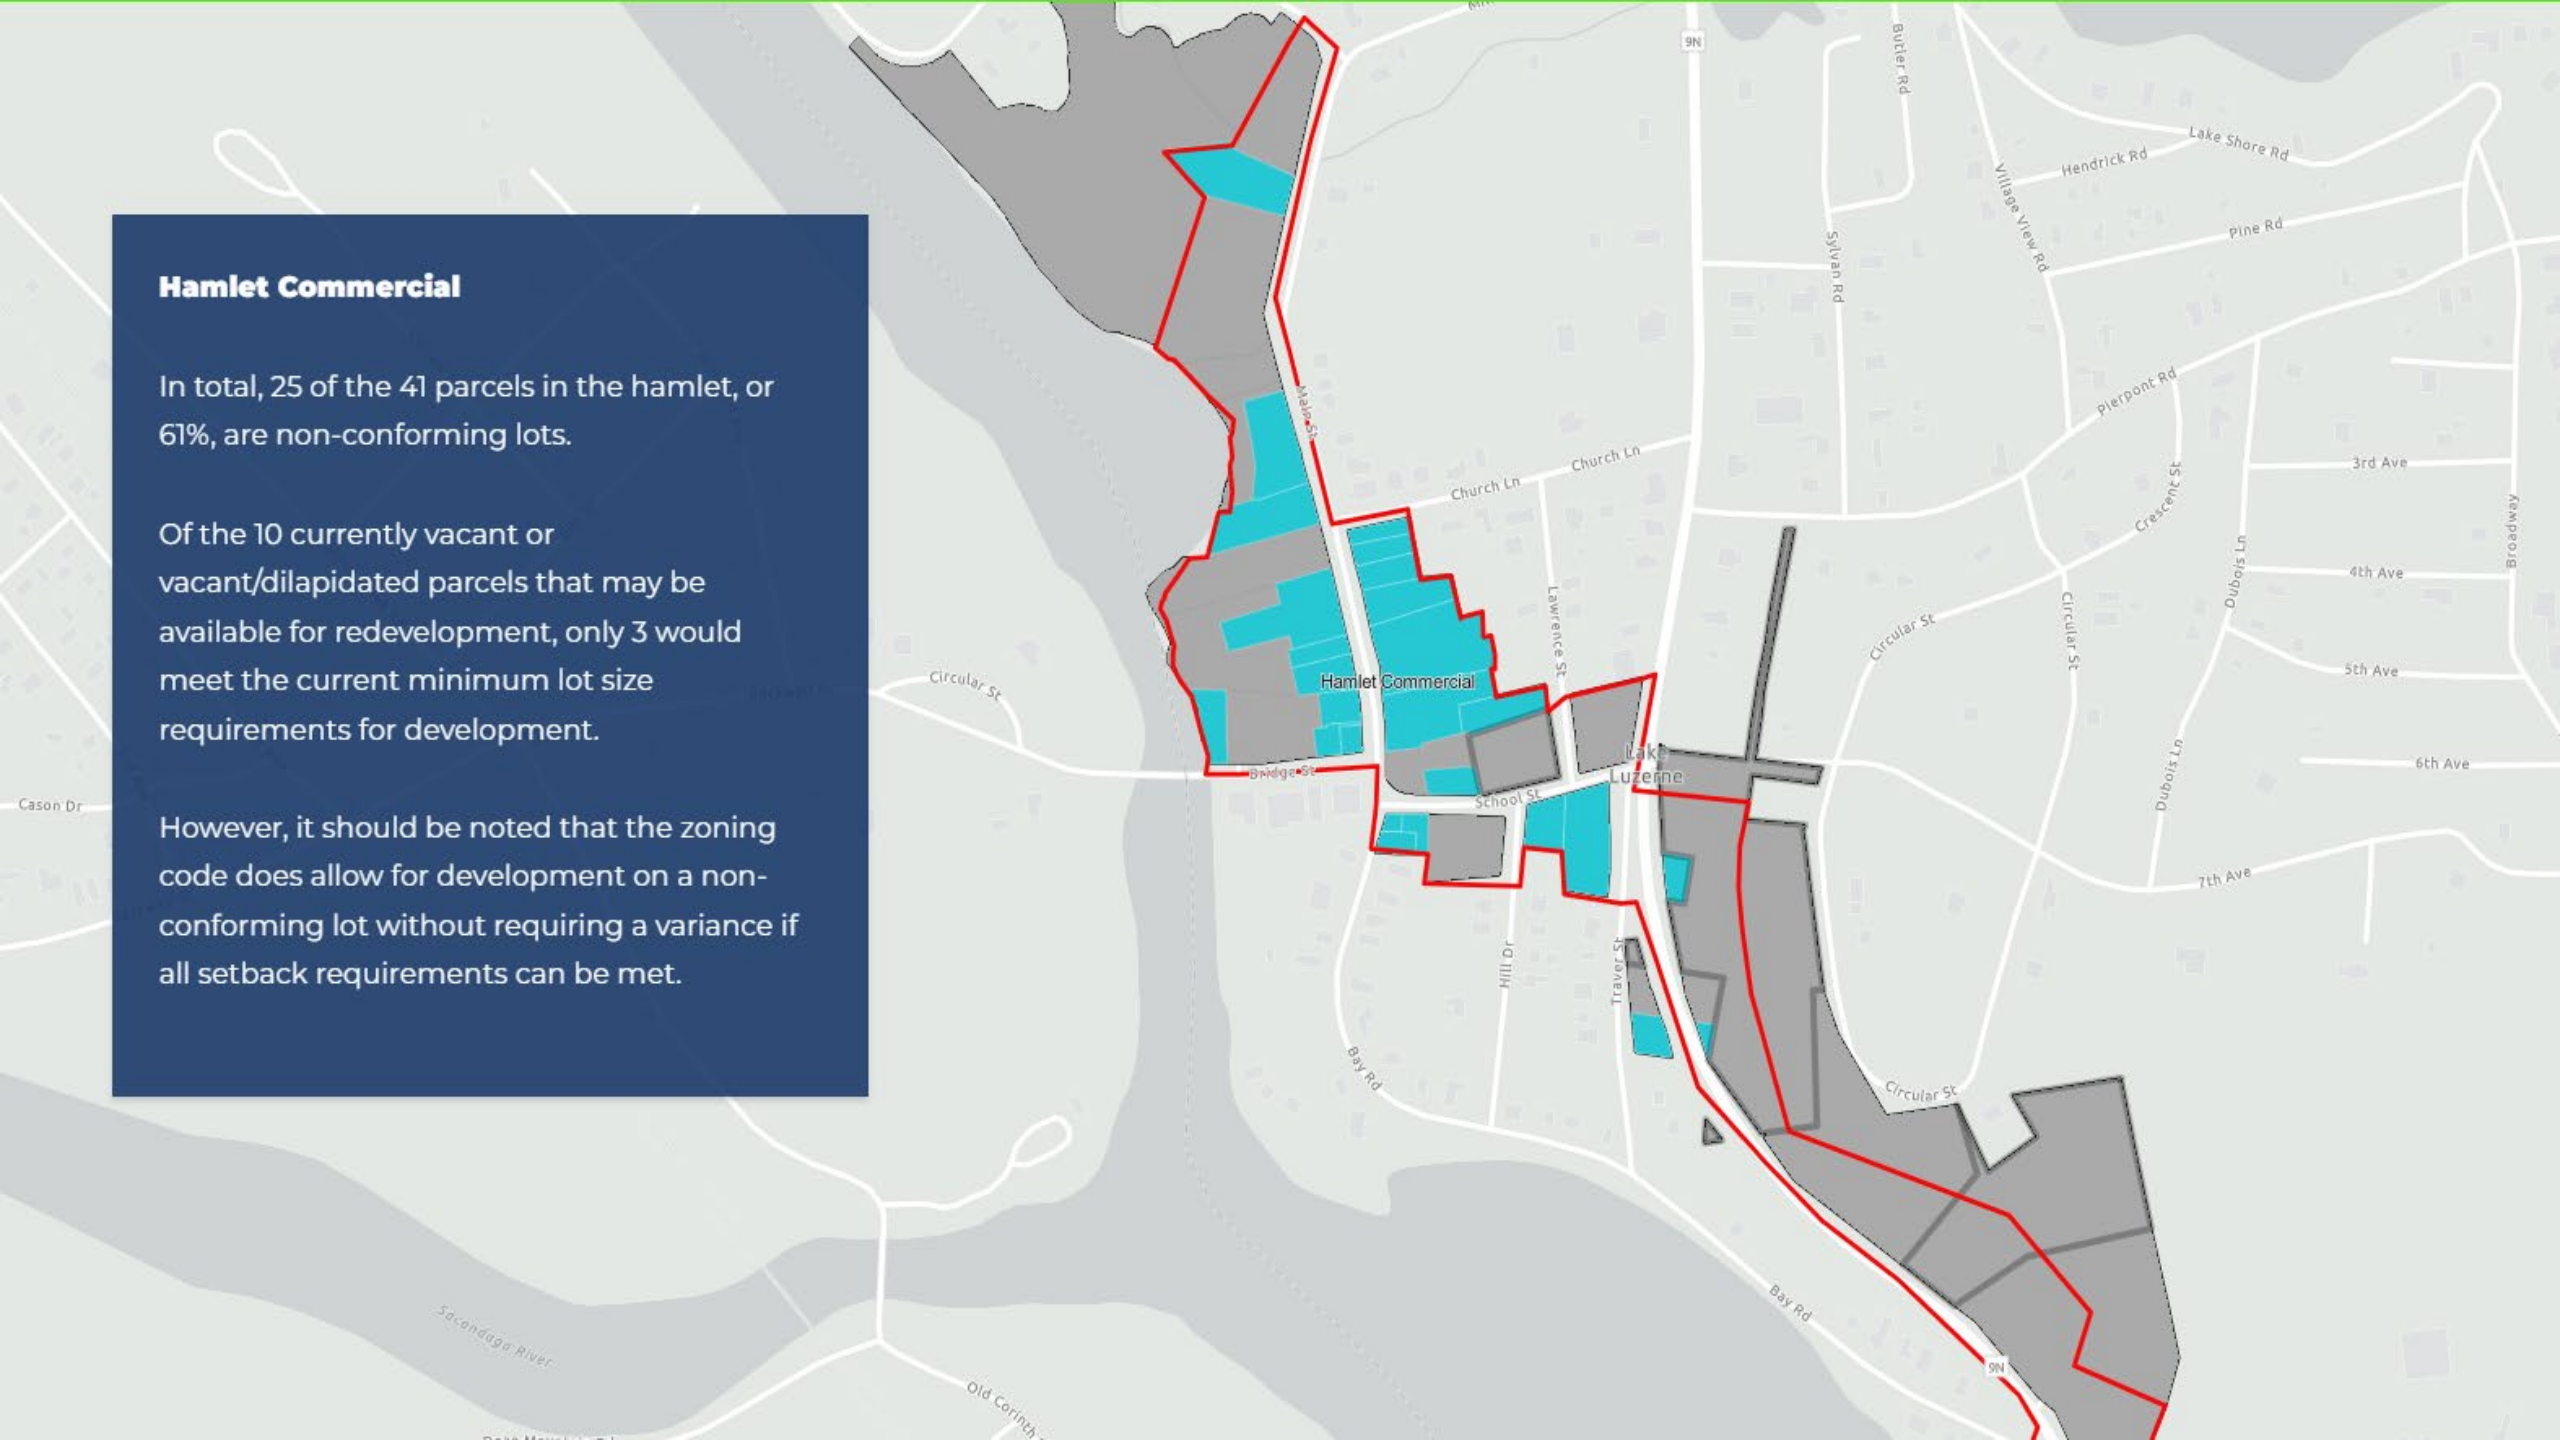 Hamlet Commercial
In total, 25 of the 41 parcels in the hamlet, or
61%, are non-conforming lots.
Of the 10 currently vacant or
vacant/dilapidated parcels that may be
available for redevelopment, only 3 would
meet the current minimum lot size
requirements for development.
However, it should be noted that the zoning
code does allow for development on a non-
conforming lot without requiring a variance if
all setback requirements can be met.
9N
Butler Rd
Lake Shore Rd
Hendrick Rd
Village View Rd
Pine Rd
Sylvan Rd
Main St
Pierpont Rd
Church Ln
Church Ln
3rd Ave
Crescent St
Broadway
Dubois Ln
4th Ave
Lawrence St
Circular St
Circular St
5th Ave
Circular St
Hamlet Commercial
Lake
Luzerne
Bridge St
6th Ave
Dubois Ln
School St
Cason Dr
7th Ave
Hill Dr
Traver St
Bay Rd
Circular St
Bay Rd
Sacandaga River
9N
Old Corinth